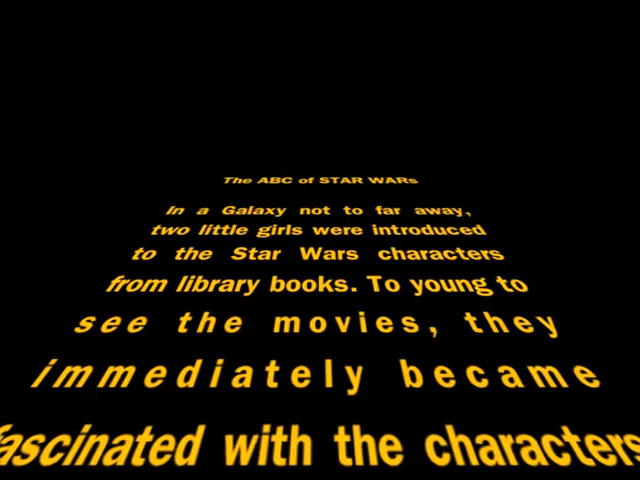 The ABC of STAR WARs
In a Galaxy not to far away,
two little girls were introduced
to the Star Wars characters
from library books. To young to
see the movies, they
immediately became
fascinated with the characters